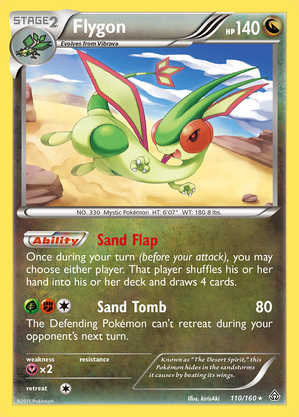 STAGE2
Flygon
HP140
Evolves from Vibrava
NO. 330 Mystic Pokémon HT: 6'07" WT: 180.8 lbs.
Ability Sand Flap
Once during your turn (before your attack), you may
choose either player. That player shuffles his or her
hand into his or her deck and draws 4 cards.
Sand Tomb 80
The Defending Pokémon can't retreat during your
opponent's next turn.
weakness resistance
×2
retreat
Known as "The Desert Spirit," this
Pokémon hides in the sandstorms
it causes by beating its wings.
©2015 Pokémon
Illus. kirisAki
110/160